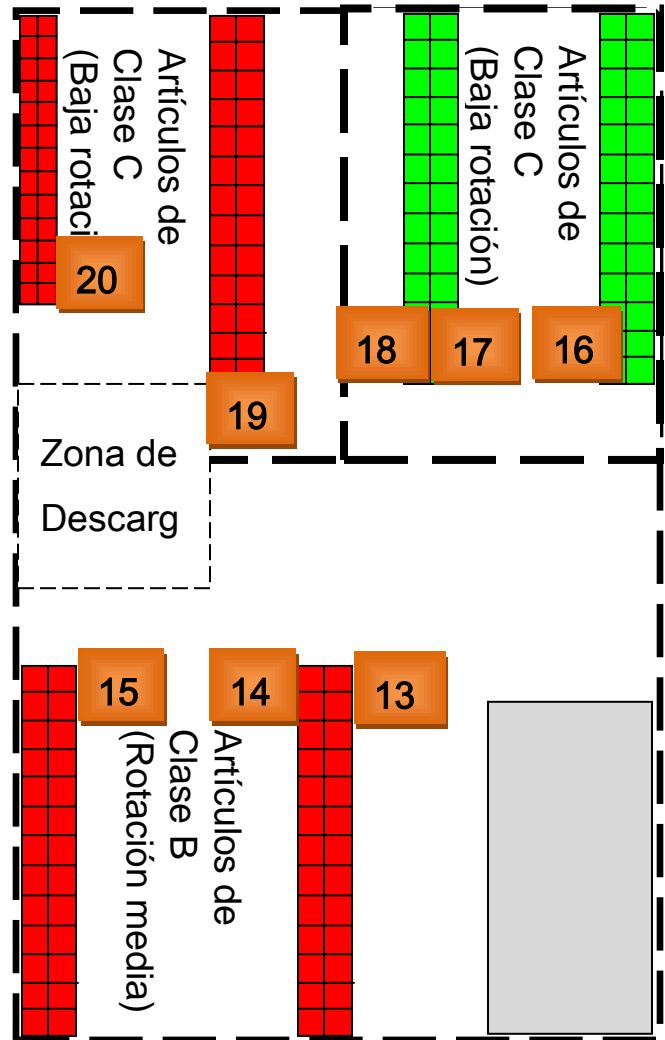 Artículos de
Clase C
(Baja rotaci
20
19
Artículos de
Clase C
(Baja rotación)
18
17
16
Zona de
Descarg
15
14
13
Artículos de
Clase B
(Rotación media)